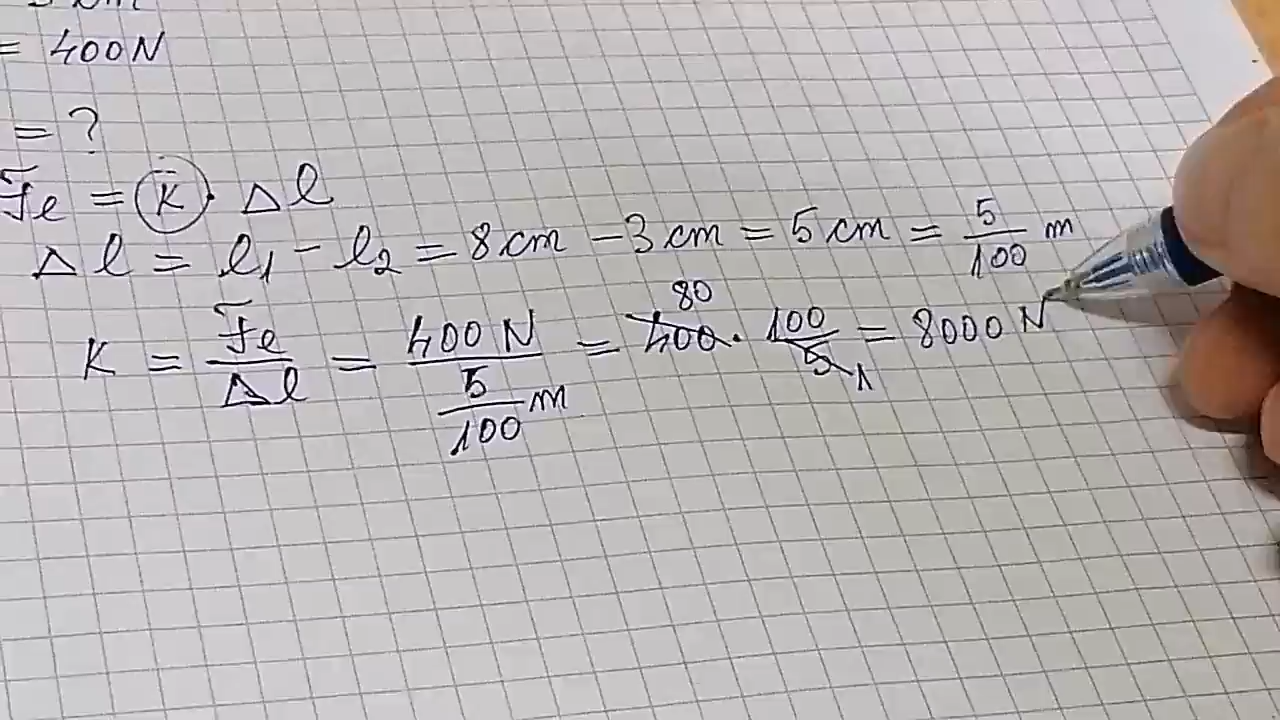 = 400 N
= ?
Fe = K · Δl
Δl = l₁ - l₂ = 8 cm - 3 cm = 5 cm = 5/100 m
K = Fe/Δl = 400 N / (5/100 m) = 400 · 100/5 = 8000 N
80
1